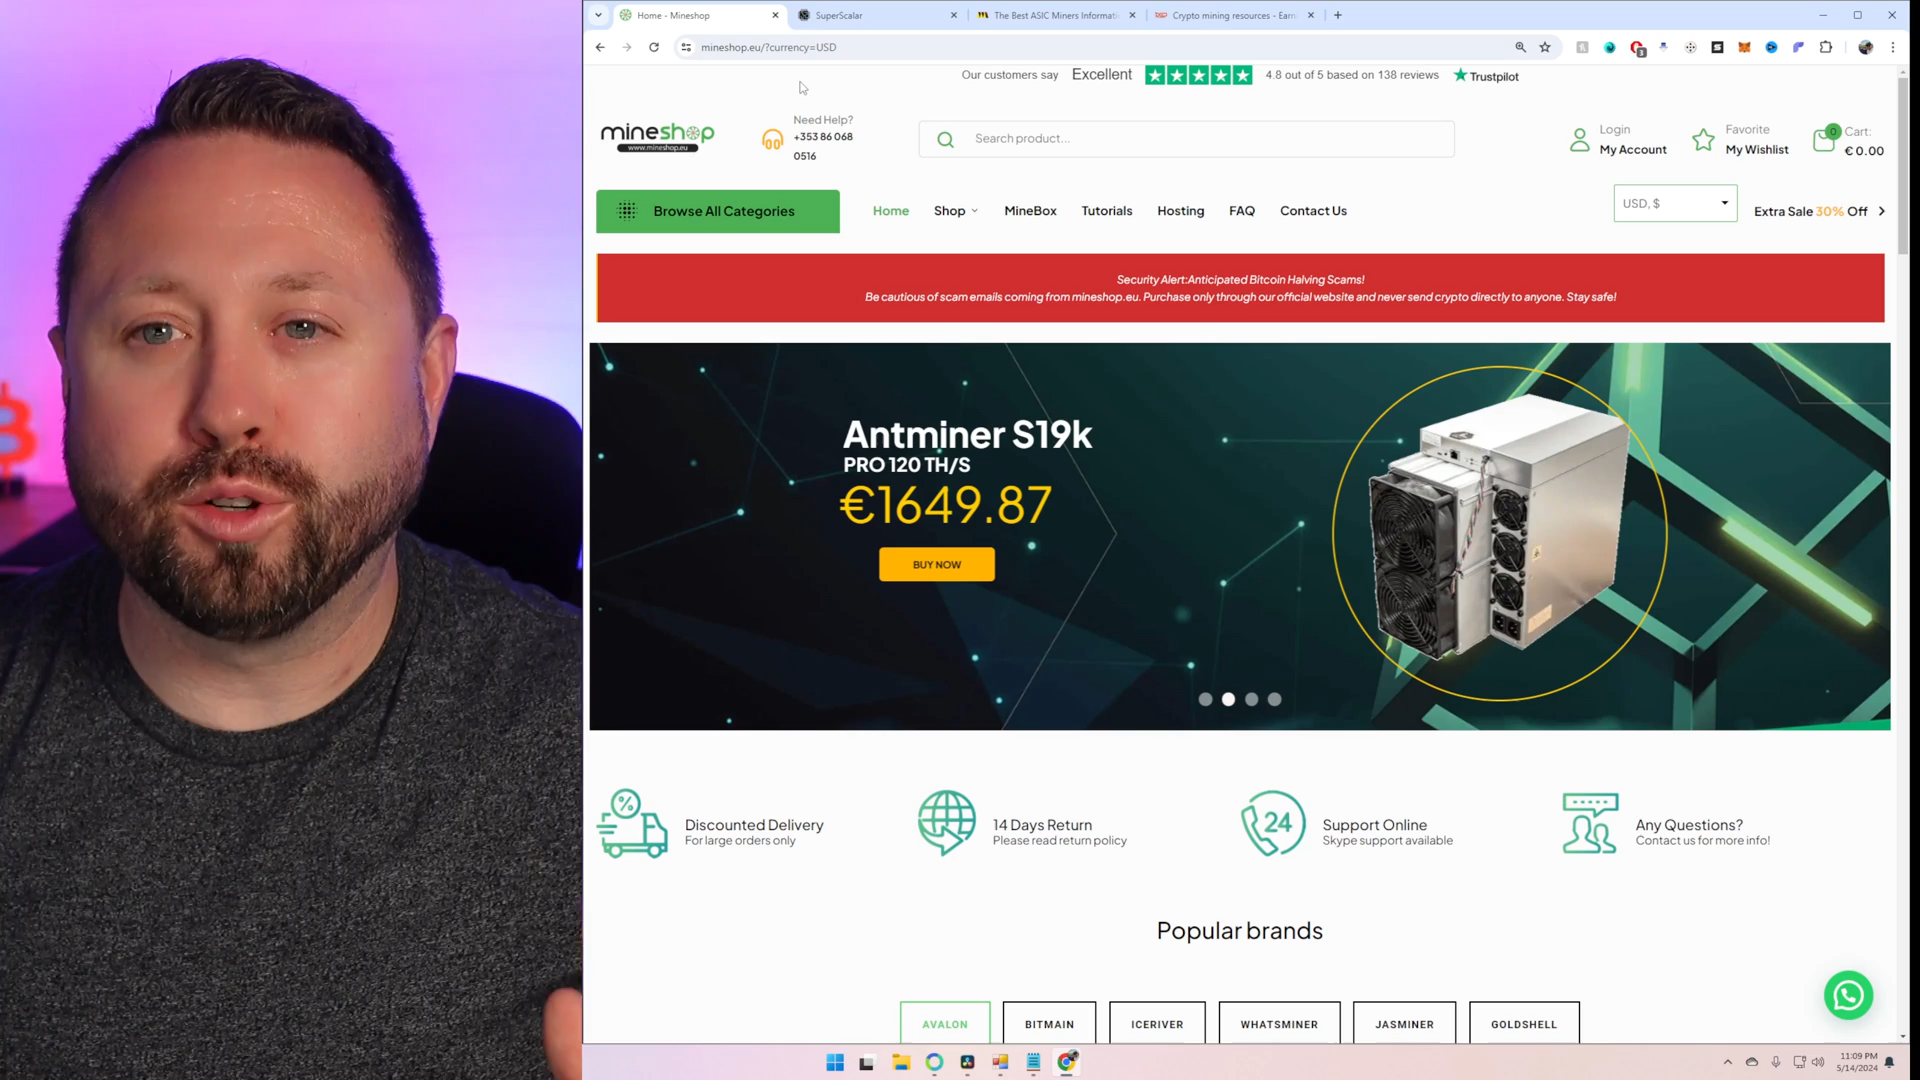 Home - Mineshop
SuperScalar
The Best ASIC Miners Informati
Crypto mining resources - Earn
mineshop.eu/?currency=USD
3
Our customers say Excellent 4.8 out of 5 based on 138 reviews Trustpilot
mineshop
www.mineshop.eu
Need Help?
+353 86 068
0516
Search product...
Login
My Account
Favorite
My Wishlist
0
Cart:
€ 0.00
Browse All Categories
Home
Shop
MineBox
Tutorials
Hosting
FAQ
Contact Us
USD, $
Extra Sale 30% Off
Security Alert:Anticipated Bitcoin Halving Scams!
Be cautious of scam emails coming from mineshop.eu. Purchase only through our official website and never send crypto directly to anyone. Stay safe!
Antminer S19k
PRO 120 TH/S
€1649.87
BUY NOW
%
Discounted Delivery
For large orders only
14 Days Return
Please read return policy
24
Support Online
Skype support available
Any Questions?
Contact us for more info!
Popular brands
AVALON
BITMAIN
ICERIVER
WHATSMINER
JASMINER
GOLDSHELL
11:09 PM
5/14/2024